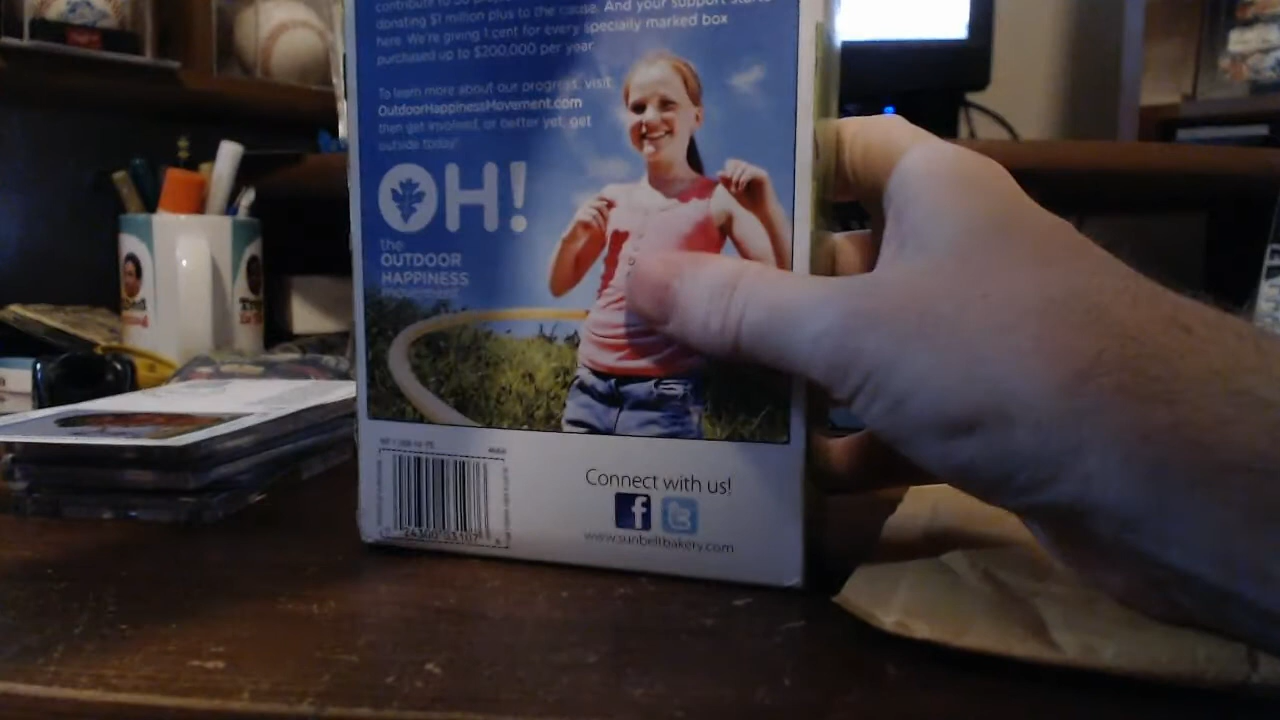 contribute to 30
donating $1 million plus to the cause. And your support starts
here. We're giving 1 cent for every specially marked box
purchased up to $200,000 per year.
To learn more about our progress, visit
OutdoorHappinessMovement.com
then get involved, or better yet, get
outside today!
OH!
the
OUTDOOR
HAPPINESS
Connect with us!
f t
www.sunbeltbakery.com
24300 03107